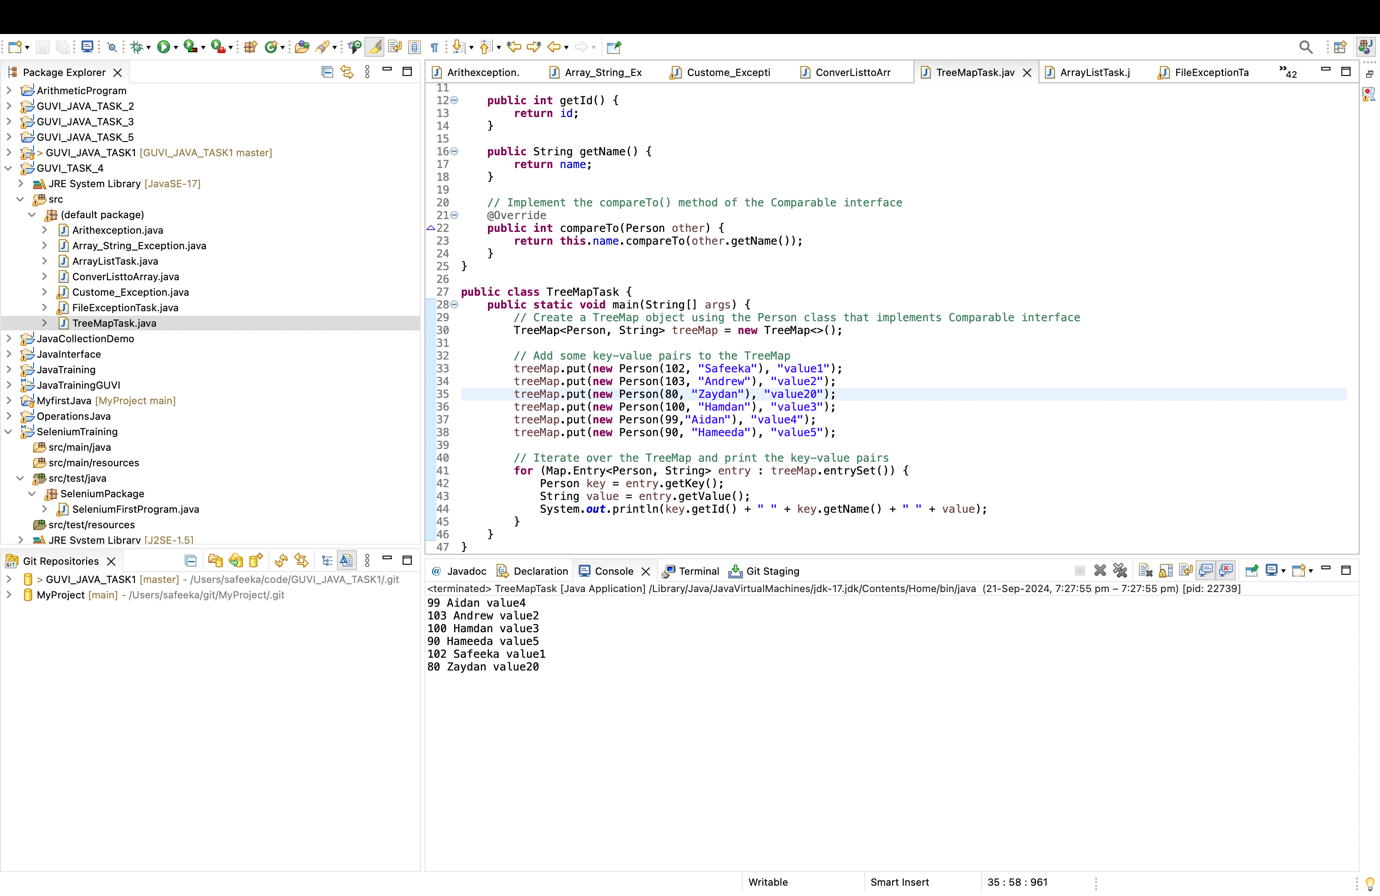 Package Explorer
ArithmeticProgram
GUVI_JAVA_TASK_2
GUVI_JAVA_TASK_3
GUVI_JAVA_TASK_5
> GUVI_JAVA_TASK1 [GUVI_JAVA_TASK1 master]
GUVI_TASK_4
JRE System Library [JavaSE-17]
src
(default package)
Arithexception.java
Array_String_Exception.java
ArrayListTask.java
ConverListtoArray.java
Custome_Exception.java
FileExceptionTask.java
TreeMapTask.java
JavaCollectionDemo
JavaInterface
JavaTraining
JavaTrainingGUVI
MyfirstJava [MyProject main]
OperationsJava
SeleniumTraining
src/main/java
src/main/resources
src/test/java
SeleniumPackage
SeleniumFirstProgram.java
src/test/resources
JRE System Library [J2SE-1.5]
Git Repositories
> GUVI_JAVA_TASK1 [master] - /Users/safeeka/code/GUVI_JAVA_TASK1/.git
MyProject [main] - /Users/safeeka/git/MyProject/.git
Arithexception. Array_String_Ex Custome_Excepti ConverListtoArr TreeMapTask.jav ArrayListTask.j FileExceptionTa »42
11
12 public int getId() {
13 return id;
14 }
15
16 public String getName() {
17 return name;
18 }
19
20 // Implement the compareTo() method of the Comparable interface
21 @Override
22 public int compareTo(Person other) {
23 return this.name.compareTo(other.getName());
24 }
25 }
26
27 public class TreeMapTask {
28 public static void main(String[] args) {
29 // Create a TreeMap object using the Person class that implements Comparable interface
30 TreeMap<Person, String> treeMap = new TreeMap<>();
31
32 // Add some key-value pairs to the TreeMap
33 treeMap.put(new Person(102, "Safeeka"), "value1");
34 treeMap.put(new Person(103, "Andrew"), "value2");
35 treeMap.put(new Person(80, "Zaydan"), "value20");
36 treeMap.put(new Person(100, "Hamdan"), "value3");
37 treeMap.put(new Person(99,"Aidan"), "value4");
38 treeMap.put(new Person(90, "Hameeda"), "value5");
39
40 // Iterate over the TreeMap and print the key-value pairs
41 for (Map.Entry<Person, String> entry : treeMap.entrySet()) {
42 Person key = entry.getKey();
43 String value = entry.getValue();
44 System.out.println(key.getId() + " " + key.getName() + " " + value);
45 }
46 }
47 }
@ Javadoc Declaration Console Terminal Git Staging
<terminated> TreeMapTask [Java Application] /Library/Java/JavaVirtualMachines/jdk-17.jdk/Contents/Home/bin/java (21-Sep-2024, 7:27:55 pm – 7:27:55 pm) [pid: 22739]
99 Aidan value4
103 Andrew value2
100 Hamdan value3
90 Hameeda value5
102 Safeeka value1
80 Zaydan value20
Writable Smart Insert 35 : 58 : 961